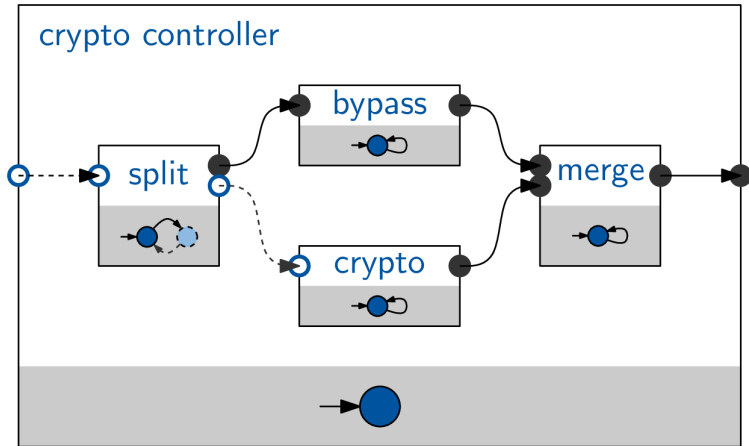 crypto controller
bypass
split
merge
crypto